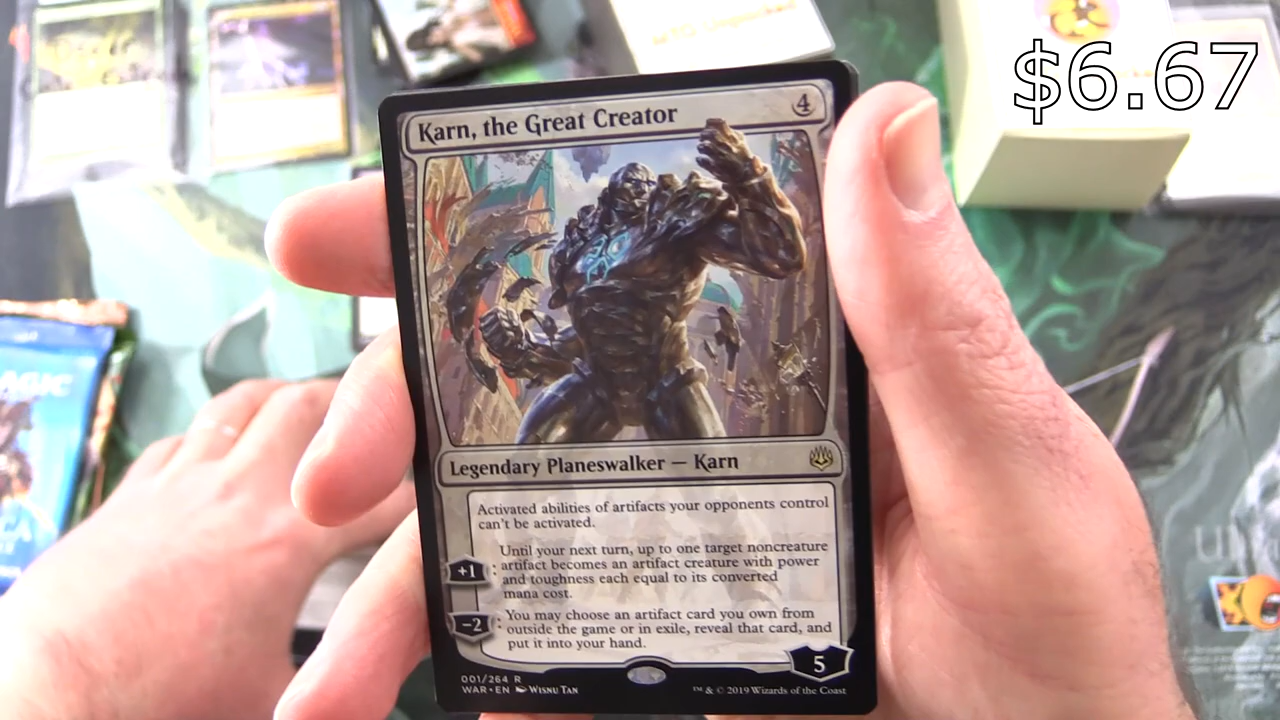 $6.67
Karn, the Great Creator 4
Legendary Planeswalker — Karn
Activated abilities of artifacts your opponents control
can't be activated.
+1: Until your next turn, up to one target noncreature
artifact becomes an artifact creature with power
and toughness each equal to its converted
mana cost.
−2: You may choose an artifact card you own from
outside the game or in exile, reveal that card, and
put it into your hand.
5
001/264 R
WAR • EN Wisnu Tan
™ & © 2019 Wizards of the Coast